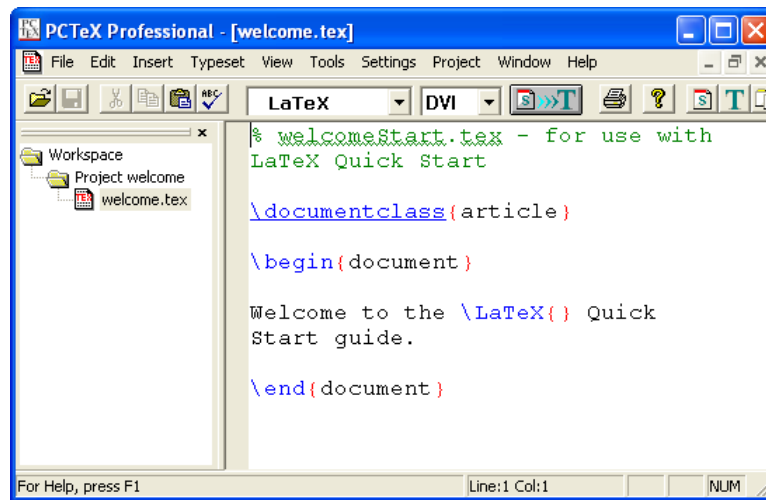 PCTeX Professional - [welcome.tex]
File Edit Insert Typeset View Tools Settings Project Window Help
ABC LaTeX DVI S»»T ? S T
Workspace
Project welcome
TEX welcome.tex
% welcomeStart.tex - for use with
LaTeX Quick Start
\documentclass{article}
\begin{document}
Welcome to the \LaTeX{} Quick
Start guide.
\end{document}
For Help, press F1 Line:1 Col:1 NUM